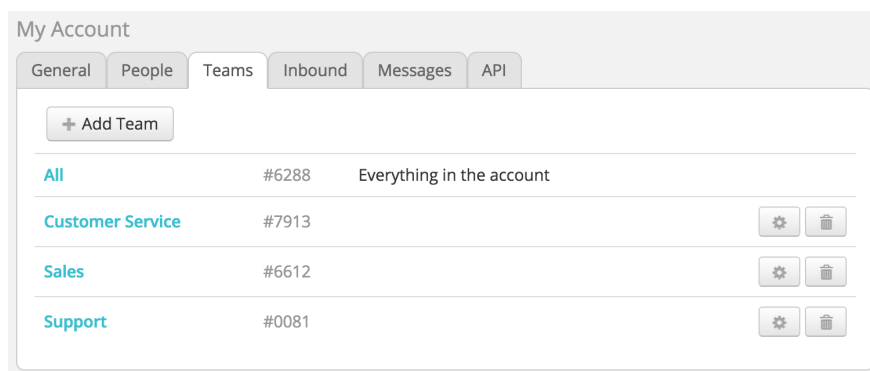 My Account
General People Teams Inbound Messages API
+ Add Team
All #6288 Everything in the account
Customer Service #7913
Sales #6612
Support #0081